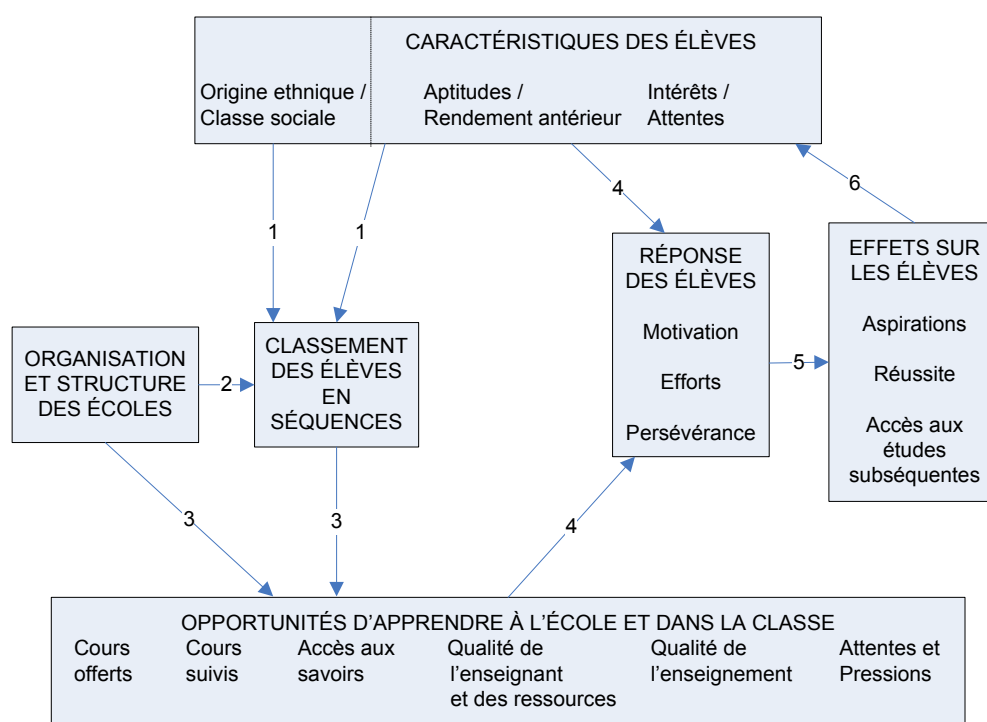 CARACTÉRISTIQUES DES ÉLÈVES
Origine ethnique /
Classe sociale
Aptitudes /
Rendement antérieur
Intérêts /
Attentes
1
1
4
6
RÉPONSE
DES ÉLÈVES
Motivation
Efforts
Persévérance
EFFETS SUR
LES ÉLÈVES
Aspirations
Réussite
Accès aux
études
subséquentes
ORGANISATION
ET STRUCTURE
DES ÉCOLES
2
CLASSEMENT
DES ÉLÈVES
EN
SÉQUENCES
5
3
3
4
OPPORTUNITÉS D’APPRENDRE À L’ÉCOLE ET DANS LA CLASSE
Cours
offerts
Cours
suivis
Accès aux
savoirs
Qualité de
l’enseignant
et des ressources
Qualité de
l’enseignement
Attentes et
Pressions